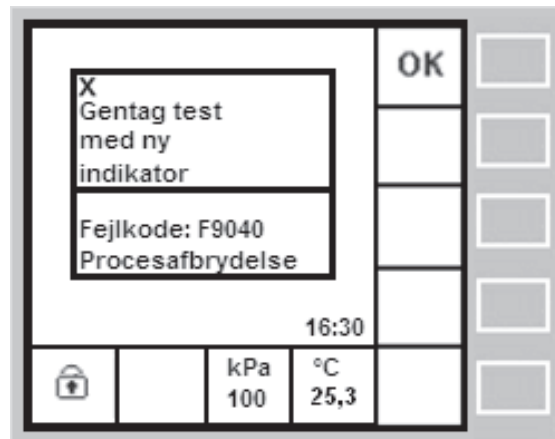 OK
X
Gentag test
med ny
indikator
Fejlkode: F9040
Procesafbrydelse
16:30
kPa
100
°C
25,3